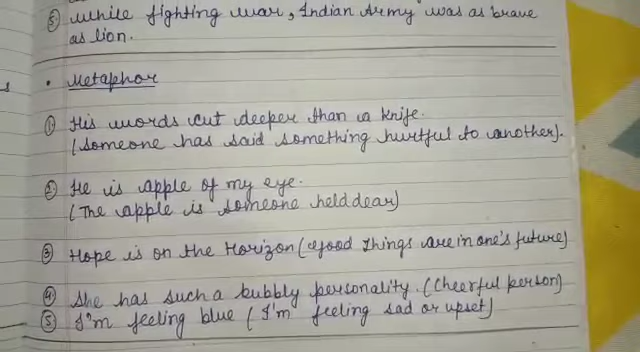 ⑤ While fighting war, Indian Army was as brave
as lion.
• Metaphor
① His words cut deeper than a knife.
(Someone has said something hurtful to another).
② He is apple of my eye.
(The apple is someone held dear)
③ Hope is on the Horizon (Good things are in one's future)
④ She has such a bubbly personality. (Cheerful person)
⑤ I'm feeling blue (I'm feeling sad or upset)